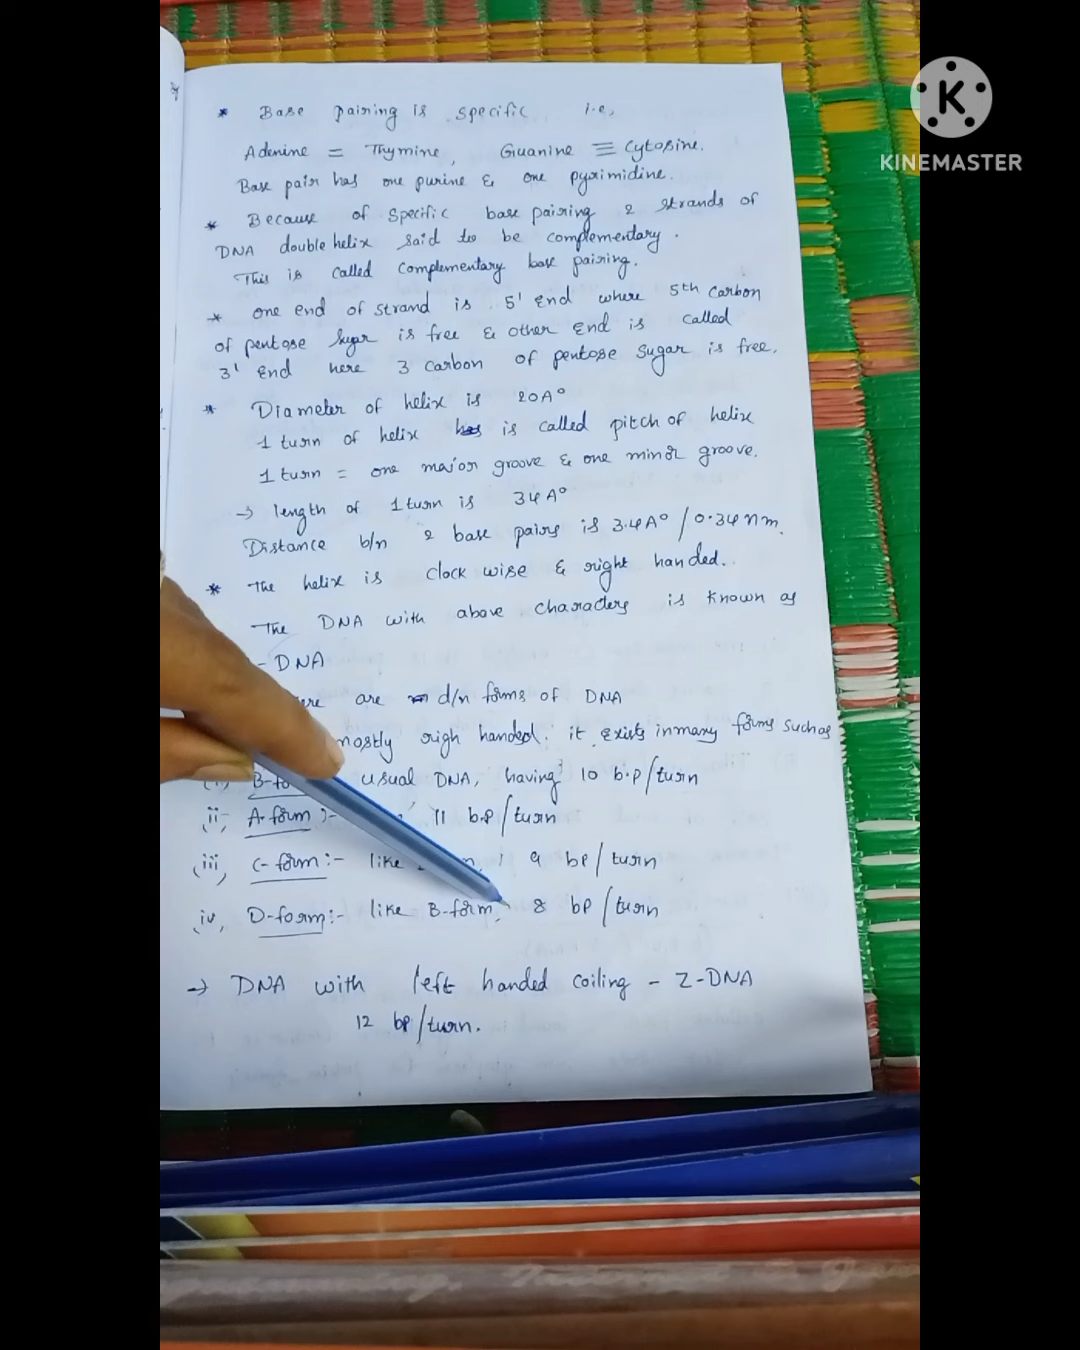 KINEMASTER
* Base pairing is specific i.e,
Adenine = Thymine, Guanine ≡ Cytosine.
Base pair has one purine & one pyrimidine.
* Because of specific base pairing 2 strands of
DNA double helix said to be complementary.
This is called complementary base pairing.
* one end of strand is 5' end where 5th carbon
of pentose sugar is free & other end is called
3' end here 3 carbon of pentose sugar is free.
* Diameter of helix is 20A°
1 turn of helix is called pitch of helix
1 turn = one major groove & one minor groove.
→ length of 1 turn is 34A°
Distance b/n 2 base pairs is 3.4A° / 0.34nm.
* The helix is clock wise & right handed.
The DNA with above characters is known as
- DNA
are d/n forms of DNA
mostly righ handed. it exists in many forms such as
(i) usual DNA, having 10 b.p/turn
(ii) A-form :- 11 b.p/turn
(iii) C-form:- like 9 bp/turn
(iv) D-form:- like B-form, 8 bp/turn
→ DNA with left handed coiling - Z-DNA
12 bp/turn.